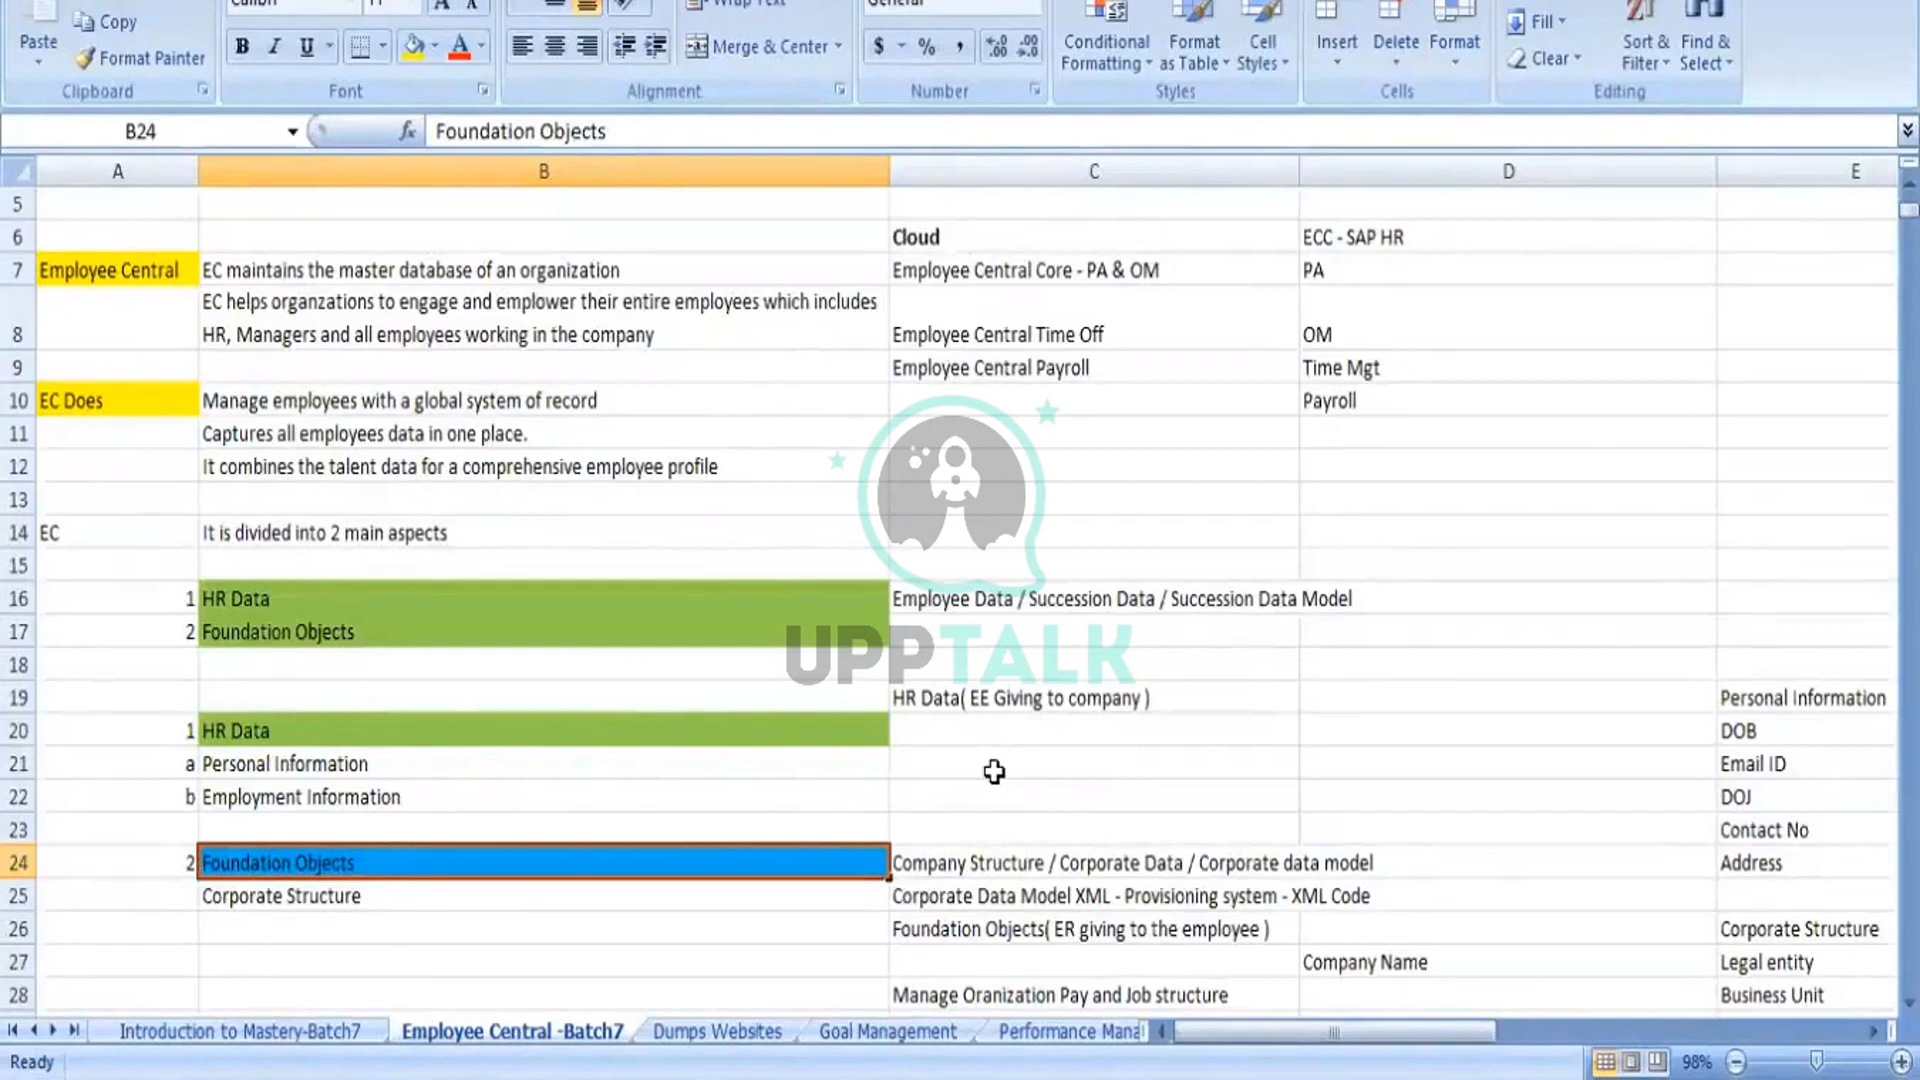 Copy
Paste
Format Painter
Clipboard
B I U A
Font
Merge & Center
Alignment
$ % ,
Number
Conditional Formatting
Format as Table
Cell Styles
Styles
Insert
Delete
Format
Cells
Fill
Clear
Sort & Filter
Find & Select
Editing
B24 fx Foundation Objects
A B C D E
5
6 Cloud ECC - SAP HR
7 Employee Central EC maintains the master database of an organization Employee Central Core - PA & OM PA
EC helps organzations to engage and emplower their entire employees which includes
8 HR, Managers and all employees working in the company Employee Central Time Off OM
9 Employee Central Payroll Time Mgt
10 EC Does Manage employees with a global system of record Payroll
11 Captures all employees data in one place.
12 It combines the talent data for a comprehensive employee profile
13
14 EC It is divided into 2 main aspects
15
16 1 HR Data Employee Data / Succession Data / Succession Data Model
17 2 Foundation Objects
UPPTALK
18
19 HR Data( EE Giving to company ) Personal Information
20 1 HR Data DOB
21 a Personal Information Email ID
22 b Employment Information DOJ
23 Contact No
24 2 Foundation Objects Company Structure / Corporate Data / Corporate data model Address
25 Corporate Structure Corporate Data Model XML - Provisioning system - XML Code
26 Foundation Objects( ER giving to the employee ) Corporate Structure
27 Company Name Legal entity
28 Manage Oranization Pay and Job structure Business Unit
Introduction to Mastery-Batch7 Employee Central -Batch7 Dumps Websites Goal Management Performance Mana
Ready 98%